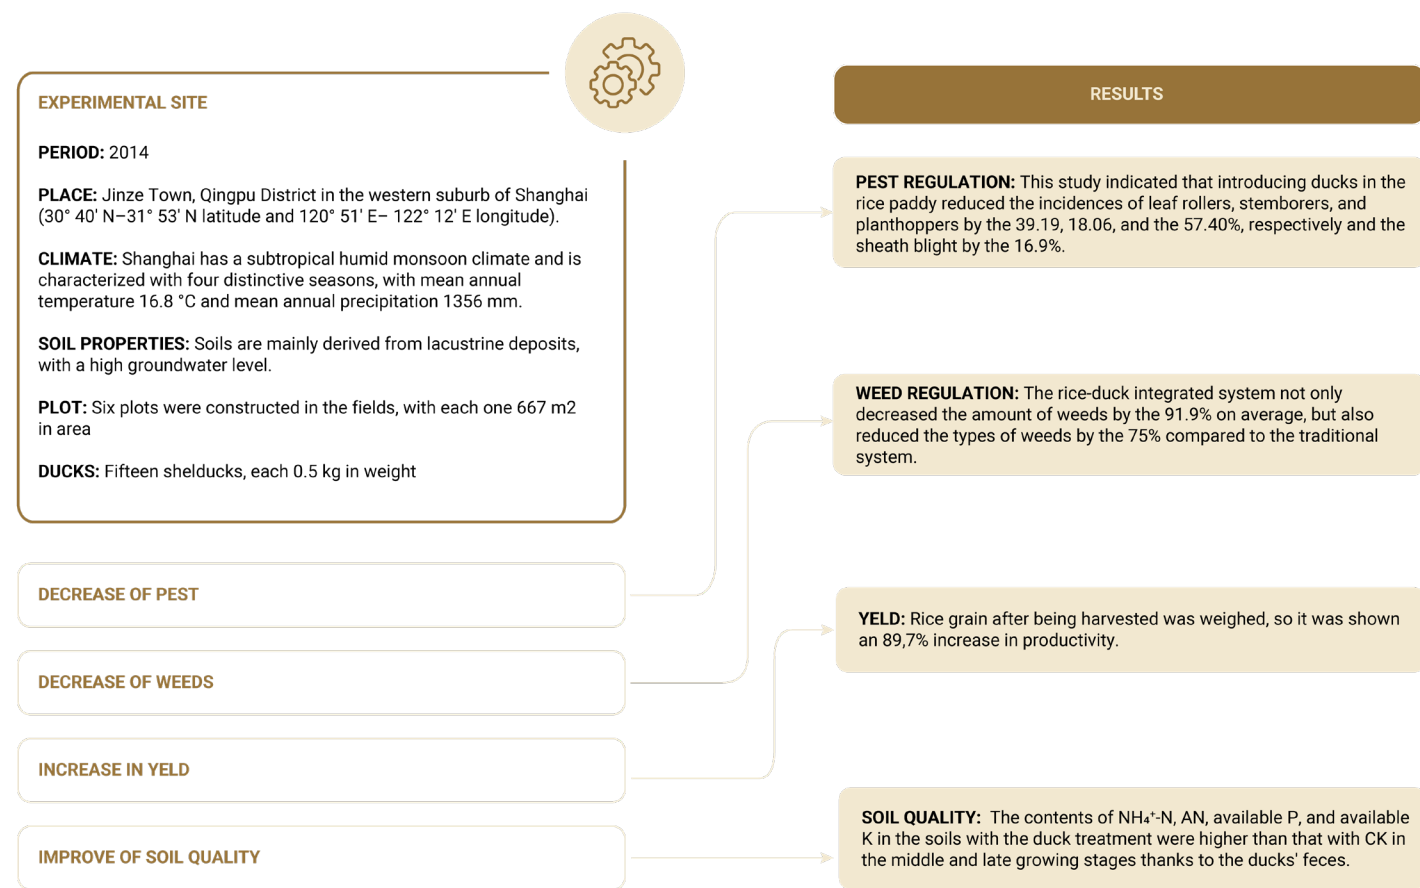 EXPERIMENTAL SITE
PERIOD: 2014
PLACE: Jinze Town, Qingpu District in the western suburb of Shanghai
(30° 40' N–31° 53' N latitude and 120° 51' E– 122° 12' E longitude).
CLIMATE: Shanghai has a subtropical humid monsoon climate and is
characterized with four distinctive seasons, with mean annual
temperature 16.8 °C and mean annual precipitation 1356 mm.
SOIL PROPERTIES: Soils are mainly derived from lacustrine deposits,
with a high groundwater level.
PLOT: Six plots were constructed in the fields, with each one 667 m2
in area
DUCKS: Fifteen shelducks, each 0.5 kg in weight
DECREASE OF PEST
DECREASE OF WEEDS
INCREASE IN YELD
IMPROVE OF SOIL QUALITY
RESULTS
PEST REGULATION: This study indicated that introducing ducks in the
rice paddy reduced the incidences of leaf rollers, stemborers, and
planthoppers by the 39.19, 18.06, and the 57.40%, respectively and the
sheath blight by the 16.9%.
WEED REGULATION: The rice-duck integrated system not only
decreased the amount of weeds by the 91.9% on average, but also
reduced the types of weeds by the 75% compared to the traditional
system.
YELD: Rice grain after being harvested was weighed, so it was shown
an 89,7% increase in productivity.
SOIL QUALITY: The contents of NH₄⁺-N, AN, available P, and available
K in the soils with the duck treatment were higher than that with CK in
the middle and late growing stages thanks to the ducks' feces.